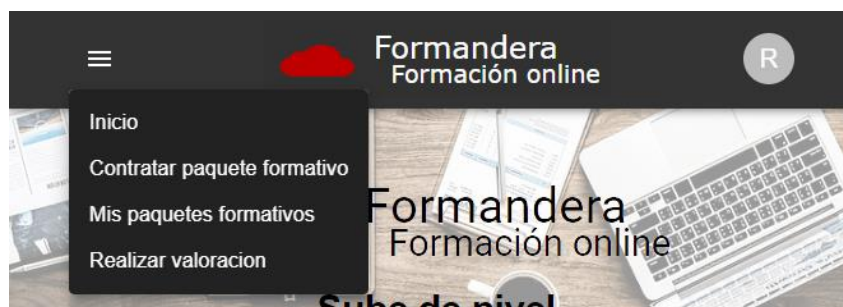 Formandera
Formación online
R
Inicio
Contratar paquete formativo
Mis paquetes formativos
Realizar valoracion
Formandera
Formación online
Sube de nivel